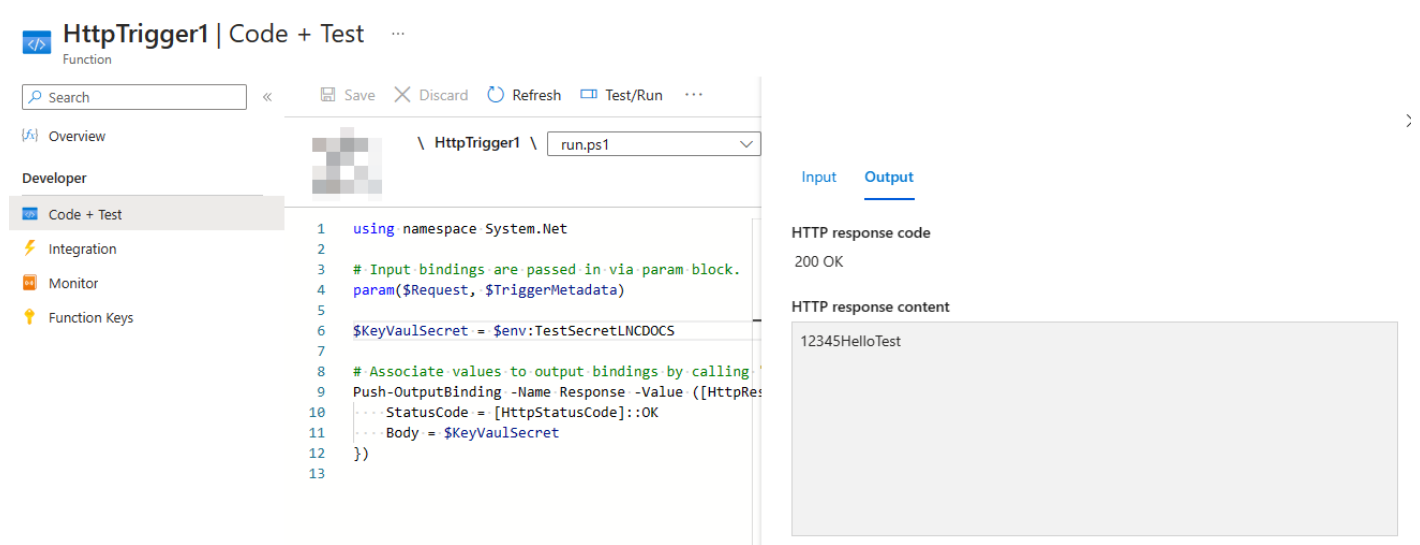 HttpTrigger1 | Code + Test ...
Function
Search «
Overview
Developer
Code + Test
Integration
Monitor
Function Keys
Save Discard Refresh Test/Run ...
\ HttpTrigger1 \ run.ps1
1 using namespace System.Net
2
3 # Input bindings are passed in via param block.
4 param($Request, $TriggerMetadata)
5
6 $KeyVaulSecret = $env:TestSecretLNCDOCS
7
8 # Associate values to output bindings by calling '
9 Push-OutputBinding -Name Response -Value ([HttpRes
10 StatusCode = [HttpStatusCode]::OK
11 Body = $KeyVaulSecret
12 })
13
Input Output
HTTP response code
200 OK
HTTP response content
12345HelloTest